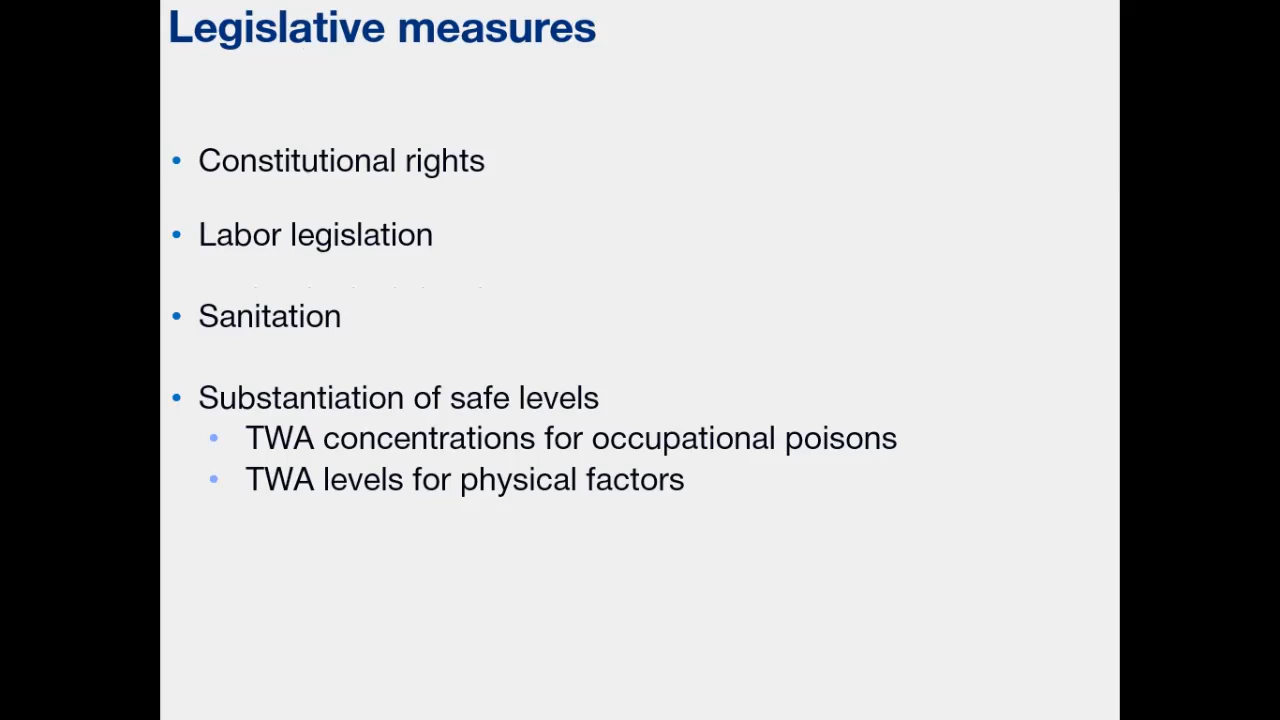 Legislative measures
• Constitutional rights
• Labor legislation
• Sanitation
• Substantiation of safe levels
• TWA concentrations for occupational poisons
• TWA levels for physical factors